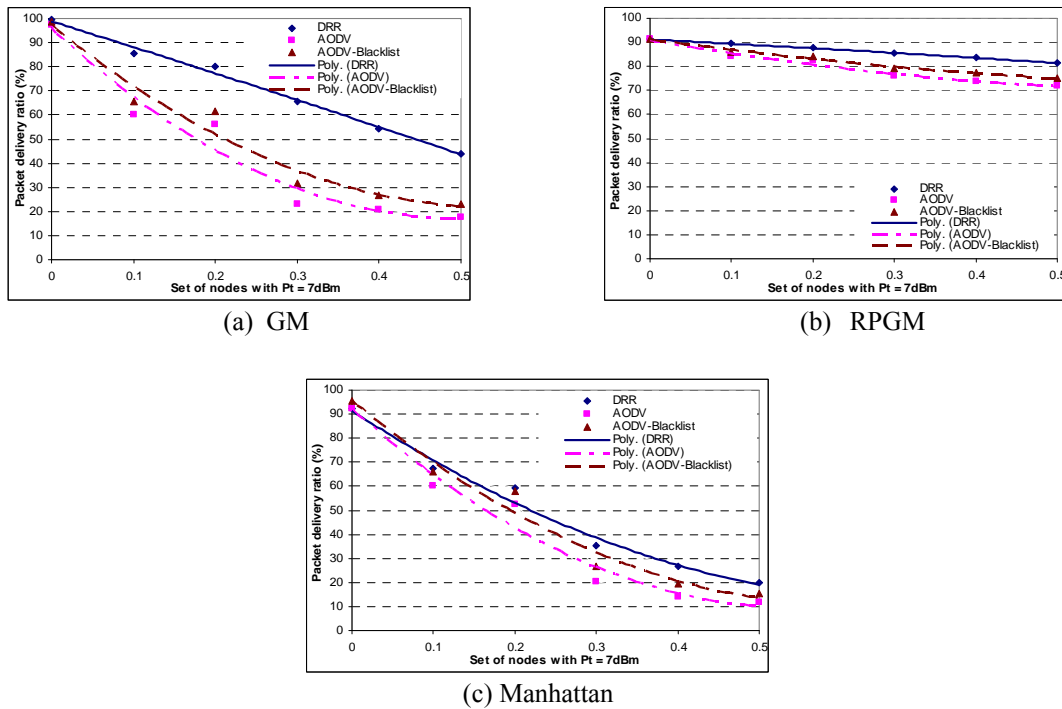 100
90
80
70
60
50
40
30
20
10
0
Packet delivery ratio (%)
DRR
AODV
AODV-Blacklist
Poly. (DRR)
Poly. (AODV)
Poly. (AODV-Blacklist)
0 0.1 0.2 0.3 0.4 0.5
Set of nodes with Pt = 7dBm
(a) GM
100
90
80
70
60
50
40
30
20
10
0
Packet delivery ratio (%)
DRR
AODV
AODV-Blacklist
Poly. (DRR)
Poly. (AODV)
Poly. (AODV-Blacklist)
0 0.1 0.2 0.3 0.4 0.5
Set of nodes with Pt = 7dBm
(b) RPGM
100
90
80
70
60
50
40
30
20
10
0
Packet delivery ratio (%)
DRR
AODV
AODV-Blacklist
Poly. (DRR)
Poly. (AODV)
Poly. (AODV-Blacklist)
0 0.1 0.2 0.3 0.4 0.5
Set of nodes with Pt = 7dBm
(c) Manhattan